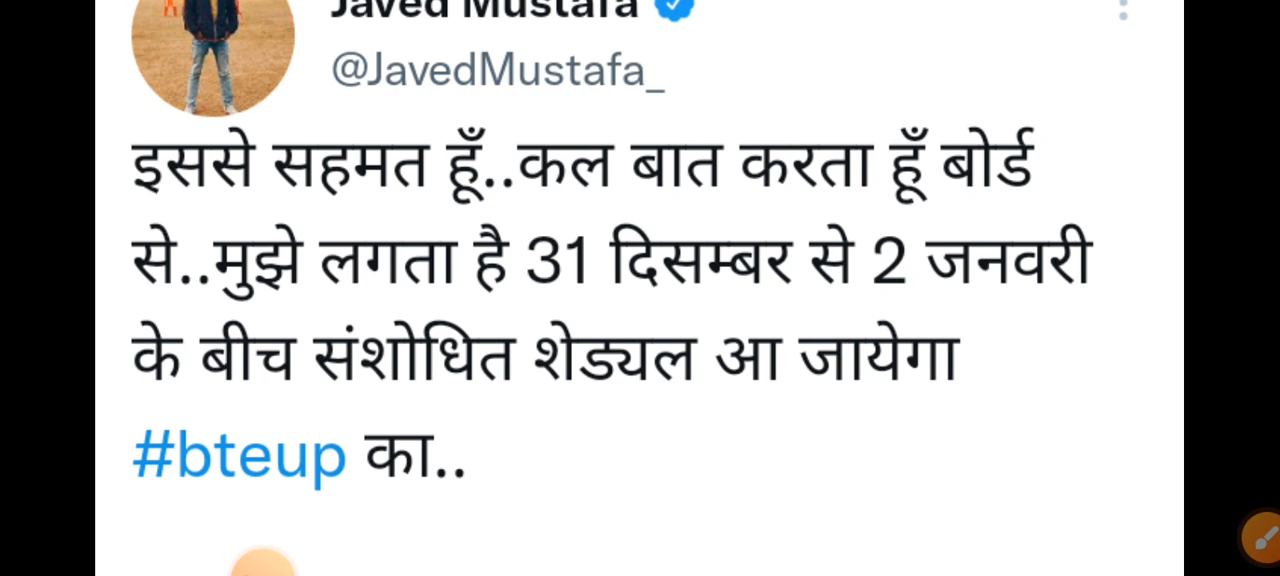 Javed Mustafa
@JavedMustafa_
इससे सहमत हूँ..कल बात करता हूँ बोर्ड
से..मुझे लगता है 31 दिसम्बर से 2 जनवरी
के बीच संशोधित शेड्यल आ जायेगा
#bteup का..